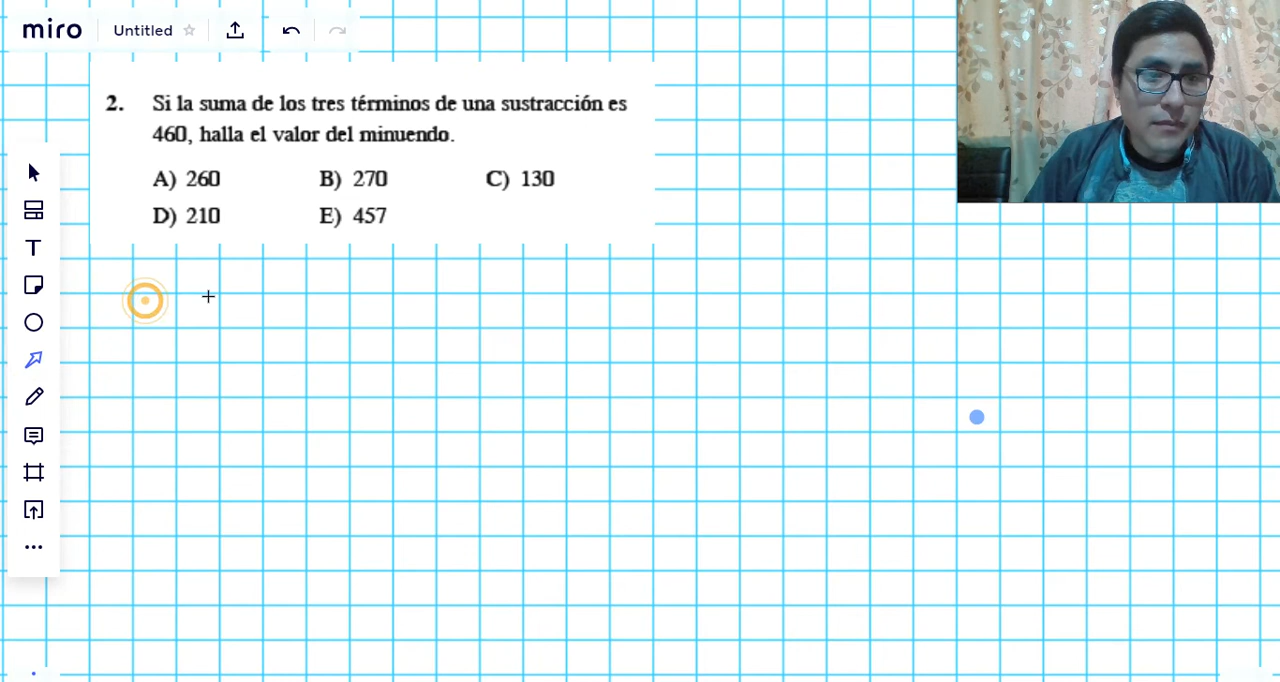 miro Untitled
2. Si la suma de los tres términos de una sustracción es
460, halla el valor del minuendo.
A) 260 B) 270 C) 130
D) 210 E) 457
T